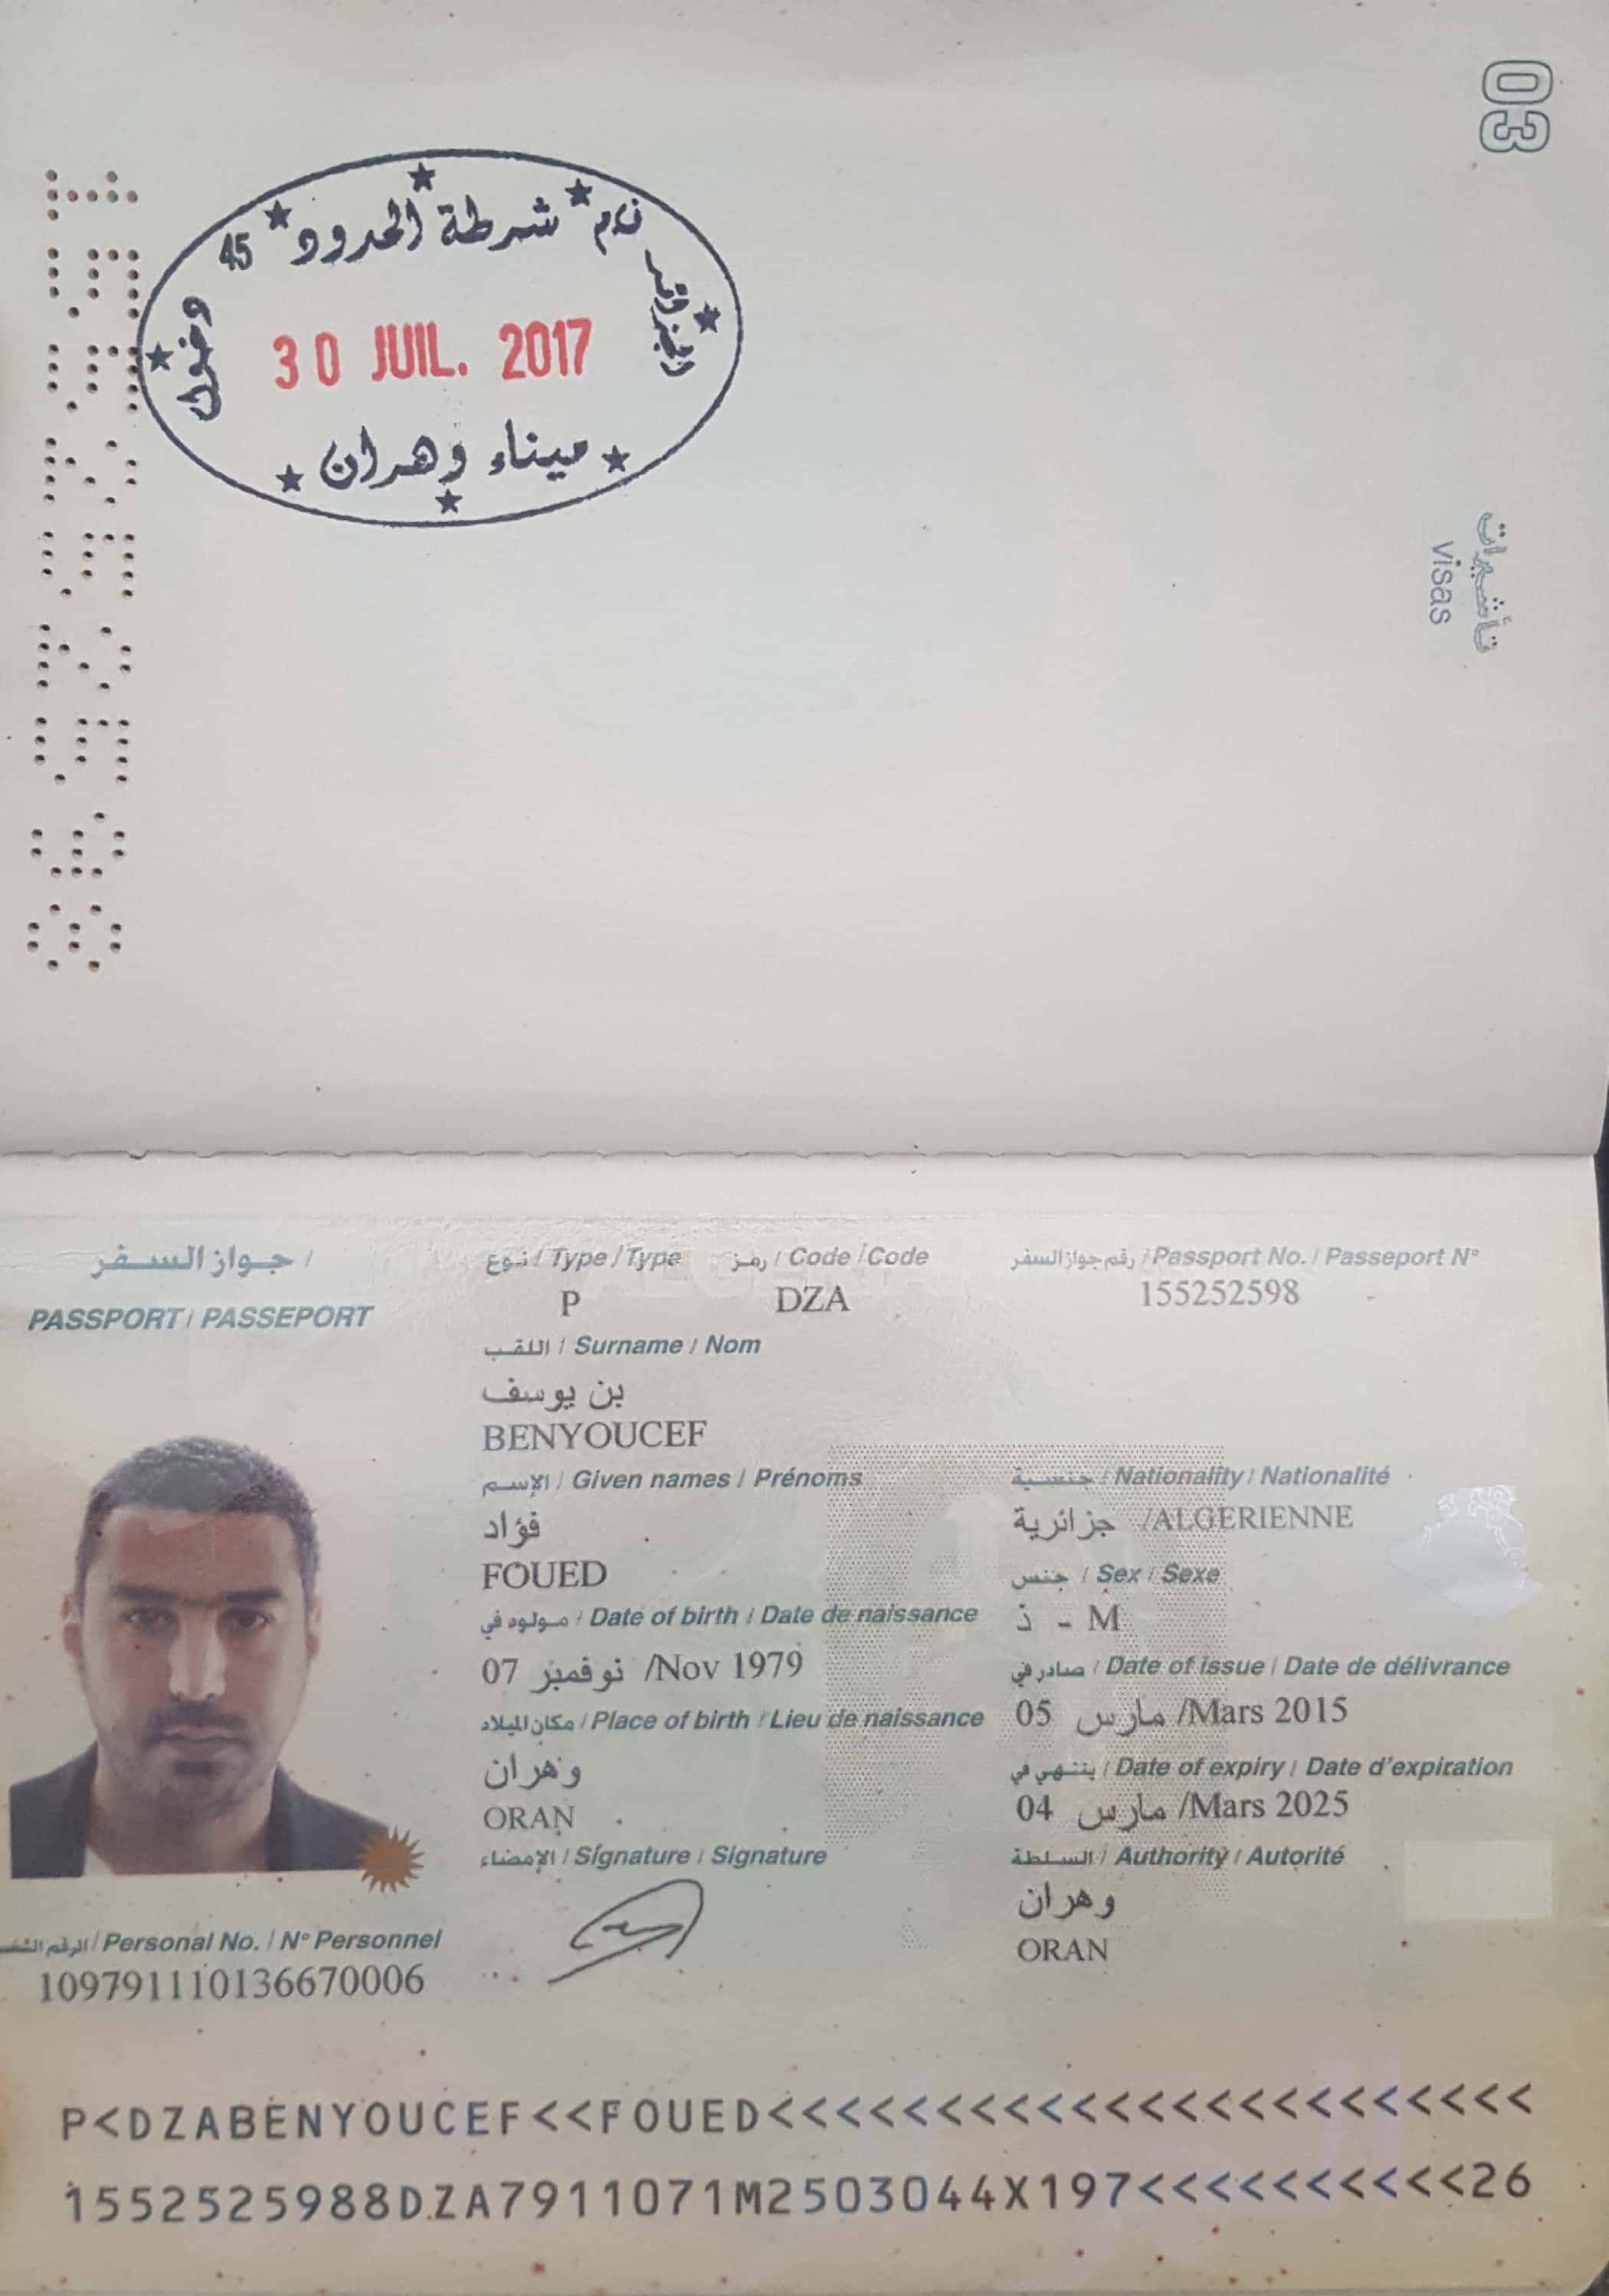 03
تأشيرات
visas
شرطة الحدود
45
30 JUIL. 2017
ميناء وهران
155252598
جواز السفر /
PASSPORT / PASSEPORT
نوع / Type / Type
P
رمز / Code / Code
DZA
رقم جواز السفر / Passport No. / Passeport N°
155252598
اللقب / Surname / Nom
بن يوسف
BENYOUCEF
الإسم / Given names / Prénoms
فؤاد
FOUED
جنسية / Nationality / Nationalité
جزائرية /ALGERIENNE
جنس / Sex / Sexe
ذ - M
مولود في / Date of birth / Date de naissance
07 نوفمبر /Nov 1979
صادر في / Date of issue / Date de délivrance
05 مارس /Mars 2015
مكان الميلاد / Place of birth / Lieu de naissance
وهران
ORAN
ينتهي في / Date of expiry / Date d'expiration
04 مارس /Mars 2025
الإمضاء / Signature / Signature
السلطة / Authority / Autorité
وهران
ORAN
الرقم / Personal No. / N° Personnel
109791110136670006
P<DZABENYOUCEF<<FOUED<<<<<<<<<<<<<<<<<<<<<<<
1552525988DZA7911071M2503044X197<<<<<<<<<<26